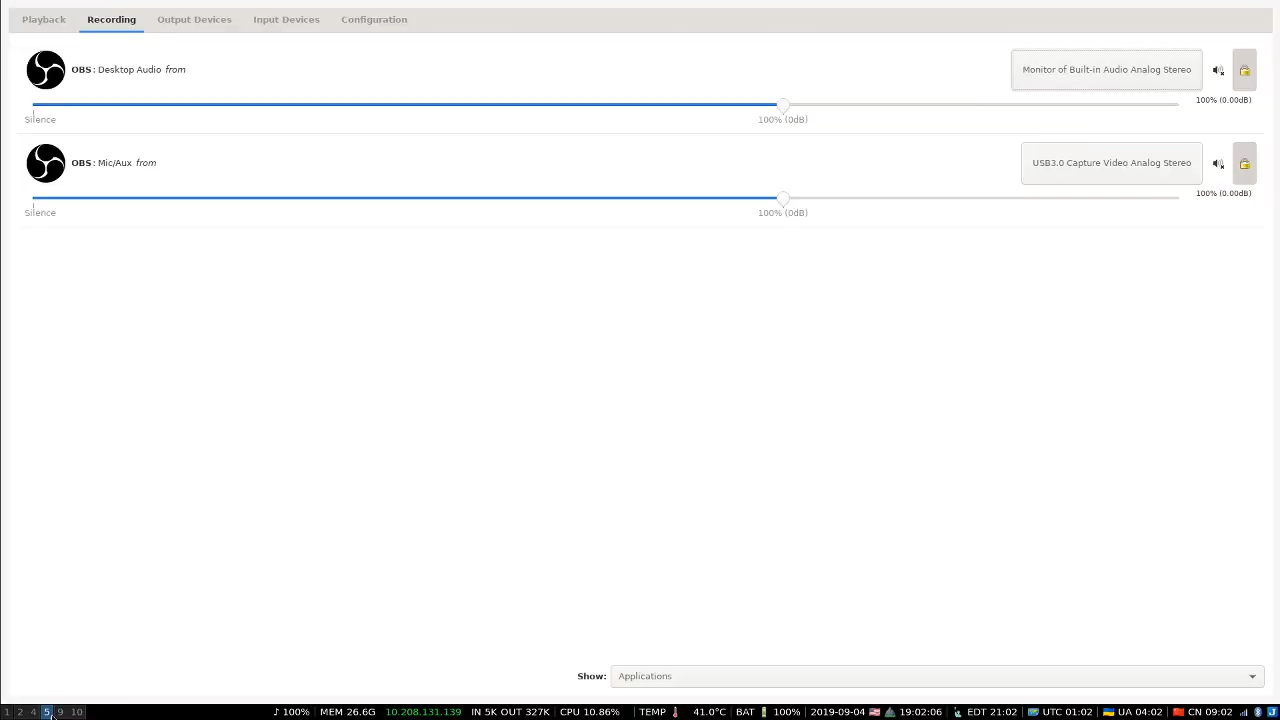 Playback Recording Output Devices Input Devices Configuration
OBS: Desktop Audio from Monitor of Built-in Audio Analog Stereo
100% (0.00dB)
Silence 100% (0dB)
OBS: Mic/Aux from USB3.0 Capture Video Analog Stereo
100% (0.00dB)
Silence 100% (0dB)
Show: Applications
1 2 4 5 9 10 ♪ 100% MEM 26.6G 10.208.131.139 IN 5K OUT 327K CPU 10.86% TEMP 41.0°C BAT 100% 2019-09-04 19:02:06 EDT 21:02 UTC 01:02 UA 04:02 CN 09:02